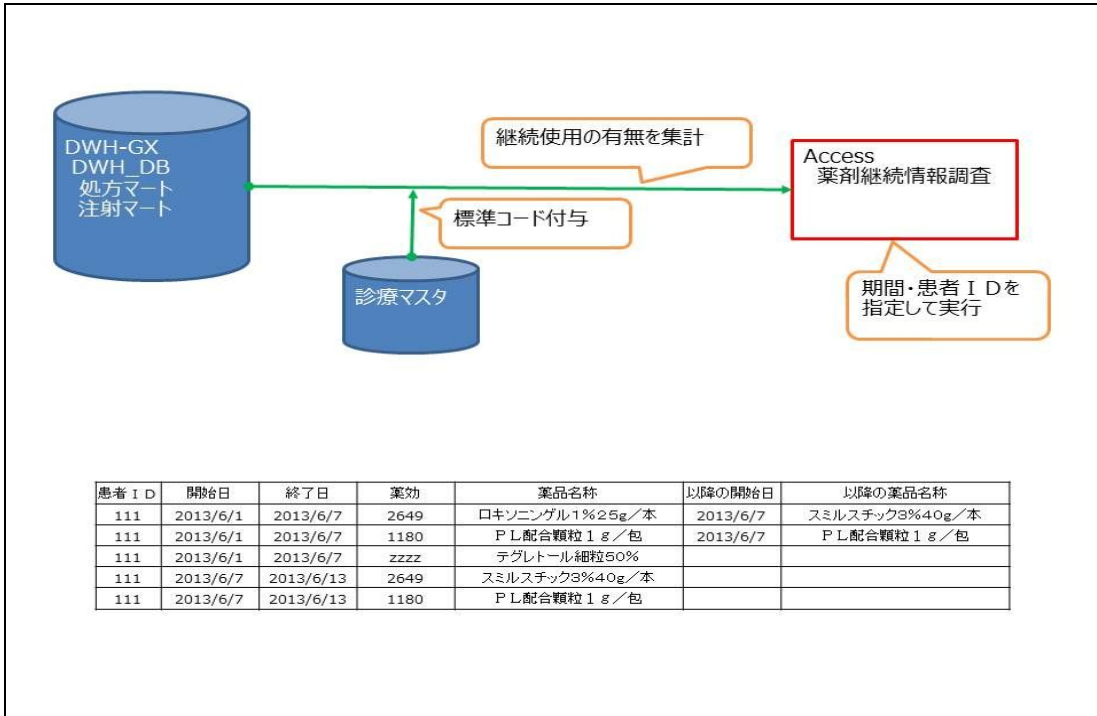 DWH-GX
DWH_DB
処方マート
注射マート
継続使用の有無を集計
標準コード付与
診療マスタ
Access
薬剤継続情報調査
期間・患者ＩＤを
指定して実行
患者ＩＤ 開始日 終了日 薬効 薬品名称 以降の開始日 以降の薬品名称
111 2013/6/1 2013/6/7 2649 ロキソニンゲル１％２５ｇ／本 2013/6/7 スミルスチック３％４０ｇ／本
111 2013/6/1 2013/6/7 1180 ＰＬ配合顆粒１ｇ／包 2013/6/7 ＰＬ配合顆粒１ｇ／包
111 2013/6/1 2013/6/7 zzzz テグレトール細粒50%
111 2013/6/7 2013/6/13 2649 スミルスチック３％４０ｇ／本
111 2013/6/7 2013/6/13 1180 ＰＬ配合顆粒１ｇ／包